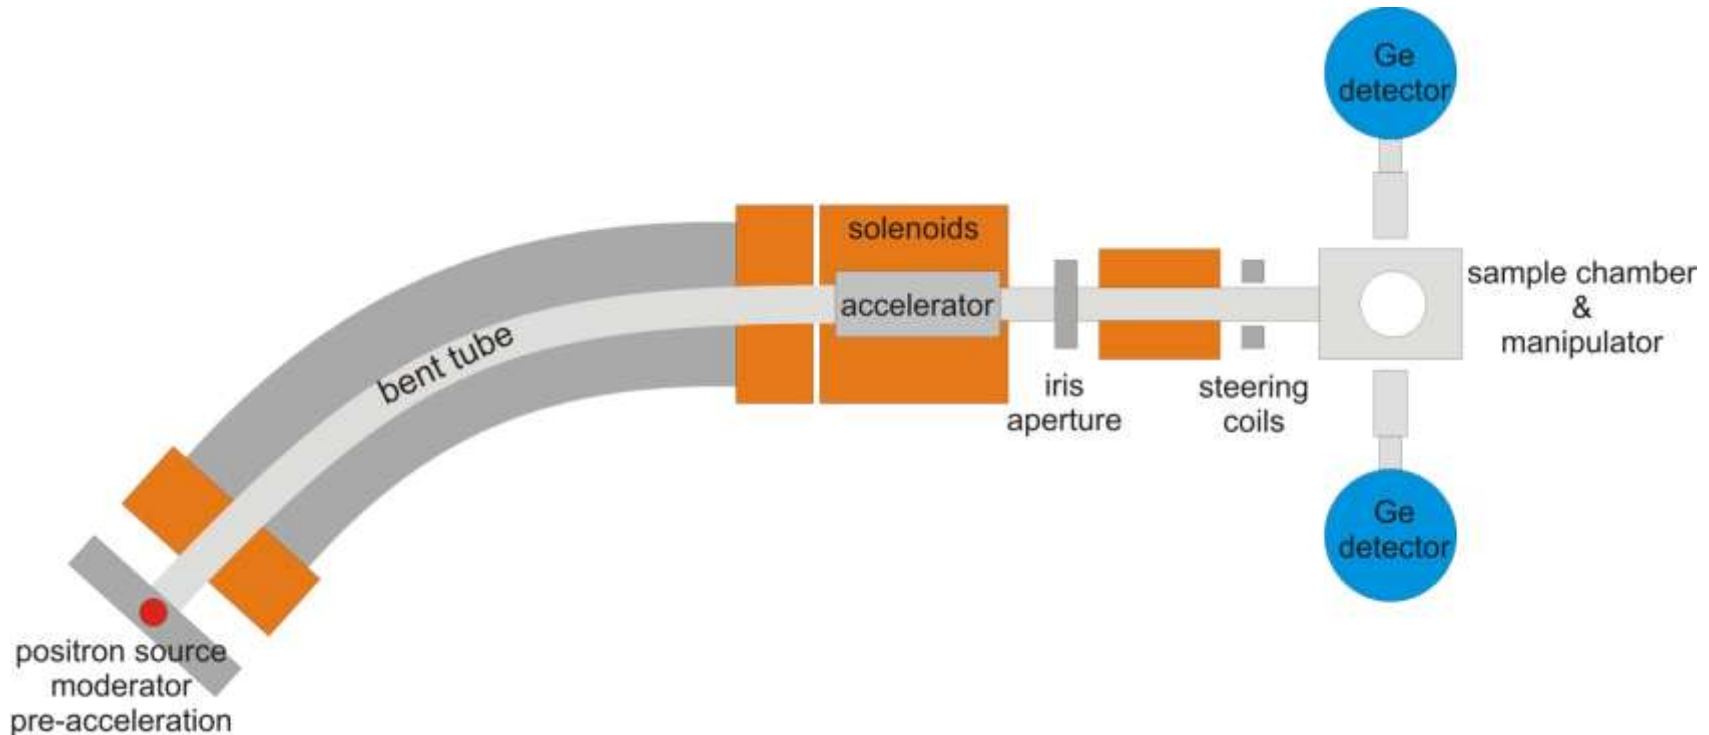 Ge
detector
solenoids
accelerator
bent tube
sample chamber
&
manipulator
iris
aperture
steering
coils
Ge
detector
positron source
moderator
pre-acceleration